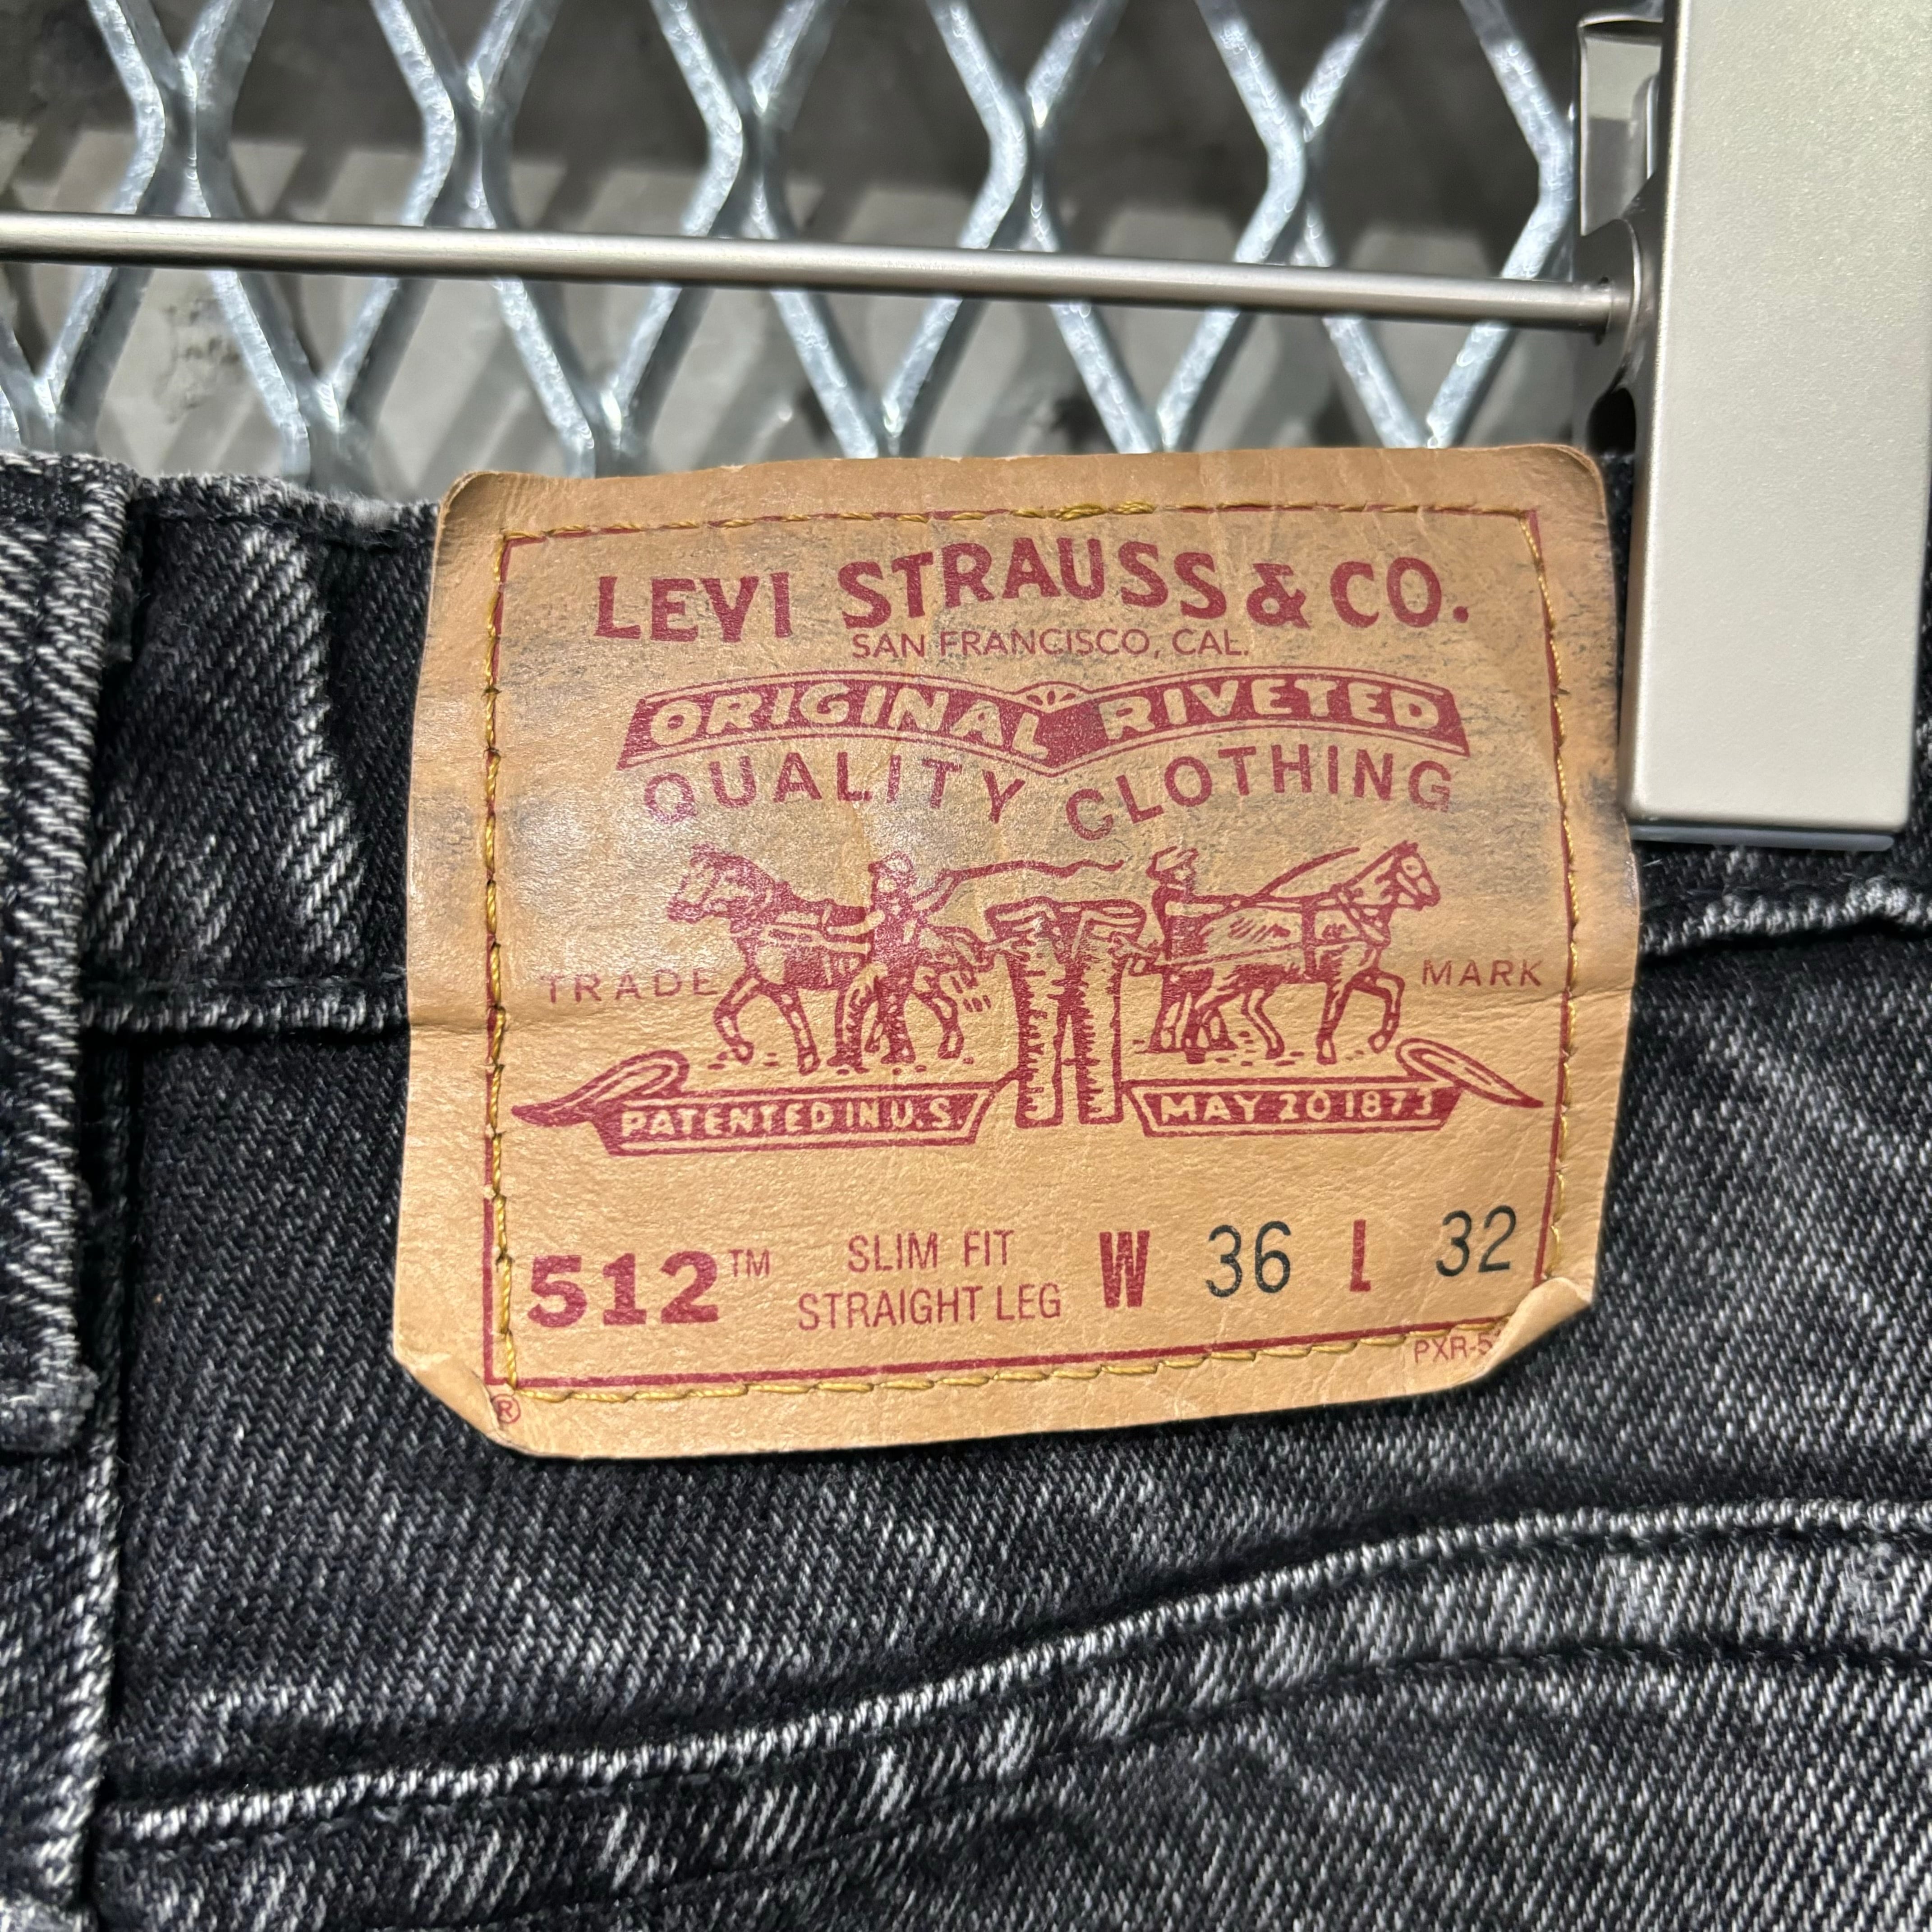 LEVI STRAUSS & CO.
SAN FRANCISCO, CAL.
ORIGINAL RIVETED
QUALITY CLOTHING
TRADE MARK
PATENTED IN U.S. MAY 20 1873
512™ SLIM FIT STRAIGHT LEG W 36 L 32
®